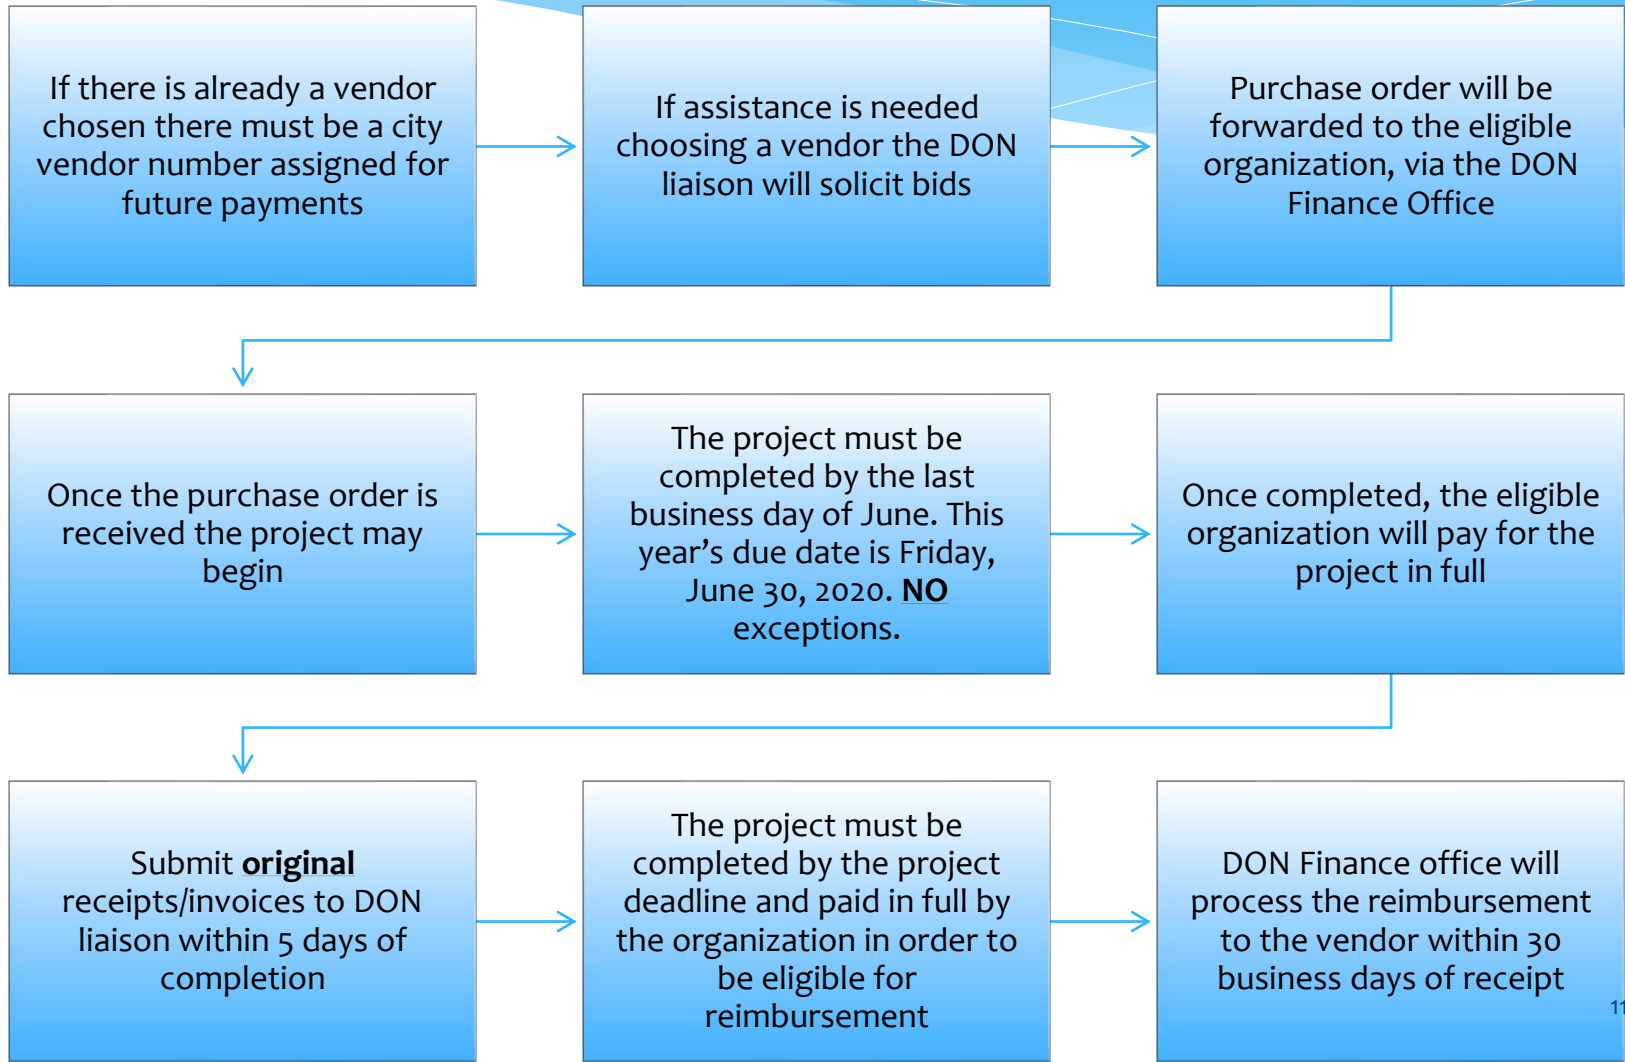 If there is already a vendor
chosen there must be a city
vendor number assigned for
future payments
If assistance is needed
choosing a vendor the DON
liaison will solicit bids
Purchase order will be
forwarded to the eligible
organization, via the DON
Finance Office
Once the purchase order is
received the project may
begin
The project must be
completed by the last
business day of June. This
year’s due date is Friday,
June 30, 2020. NO
exceptions.
Once completed, the eligible
organization will pay for the
project in full
Submit original
receipts/invoices to DON
liaison within 5 days of
completion
The project must be
completed by the project
deadline and paid in full by
the organization in order to
be eligible for
reimbursement
DON Finance office will
process the reimbursement
to the vendor within 30
business days of receipt
11